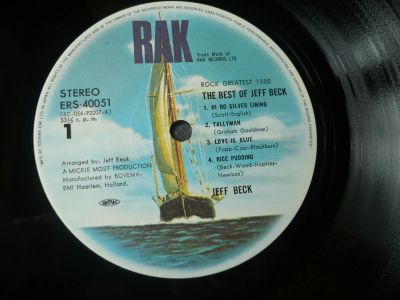 RAK
Trade Mark of
RAK RECORDS LTD
STEREO
ERS-40051
(5C-054-92207-A)
33⅓ r. p. m.
1
ROCK GREATEST 1500
THE BEST OF JEFF BECK
1. HI HO SILVER LINING
(Scott-English)
2. TALLYMAN
(Graham Gouldman)
3. LOVE IS BLUE
(Popp-Cour-Blackburn)
4. RICE PUDDING
(Beck-Wood-Hopkins-
Newman)
Arranged by: Jeff Beck
A MICKIE MOST PRODUCTION
Manufactured by BOVEMA-
EMI Haarlem, Holland.
JEFF BECK